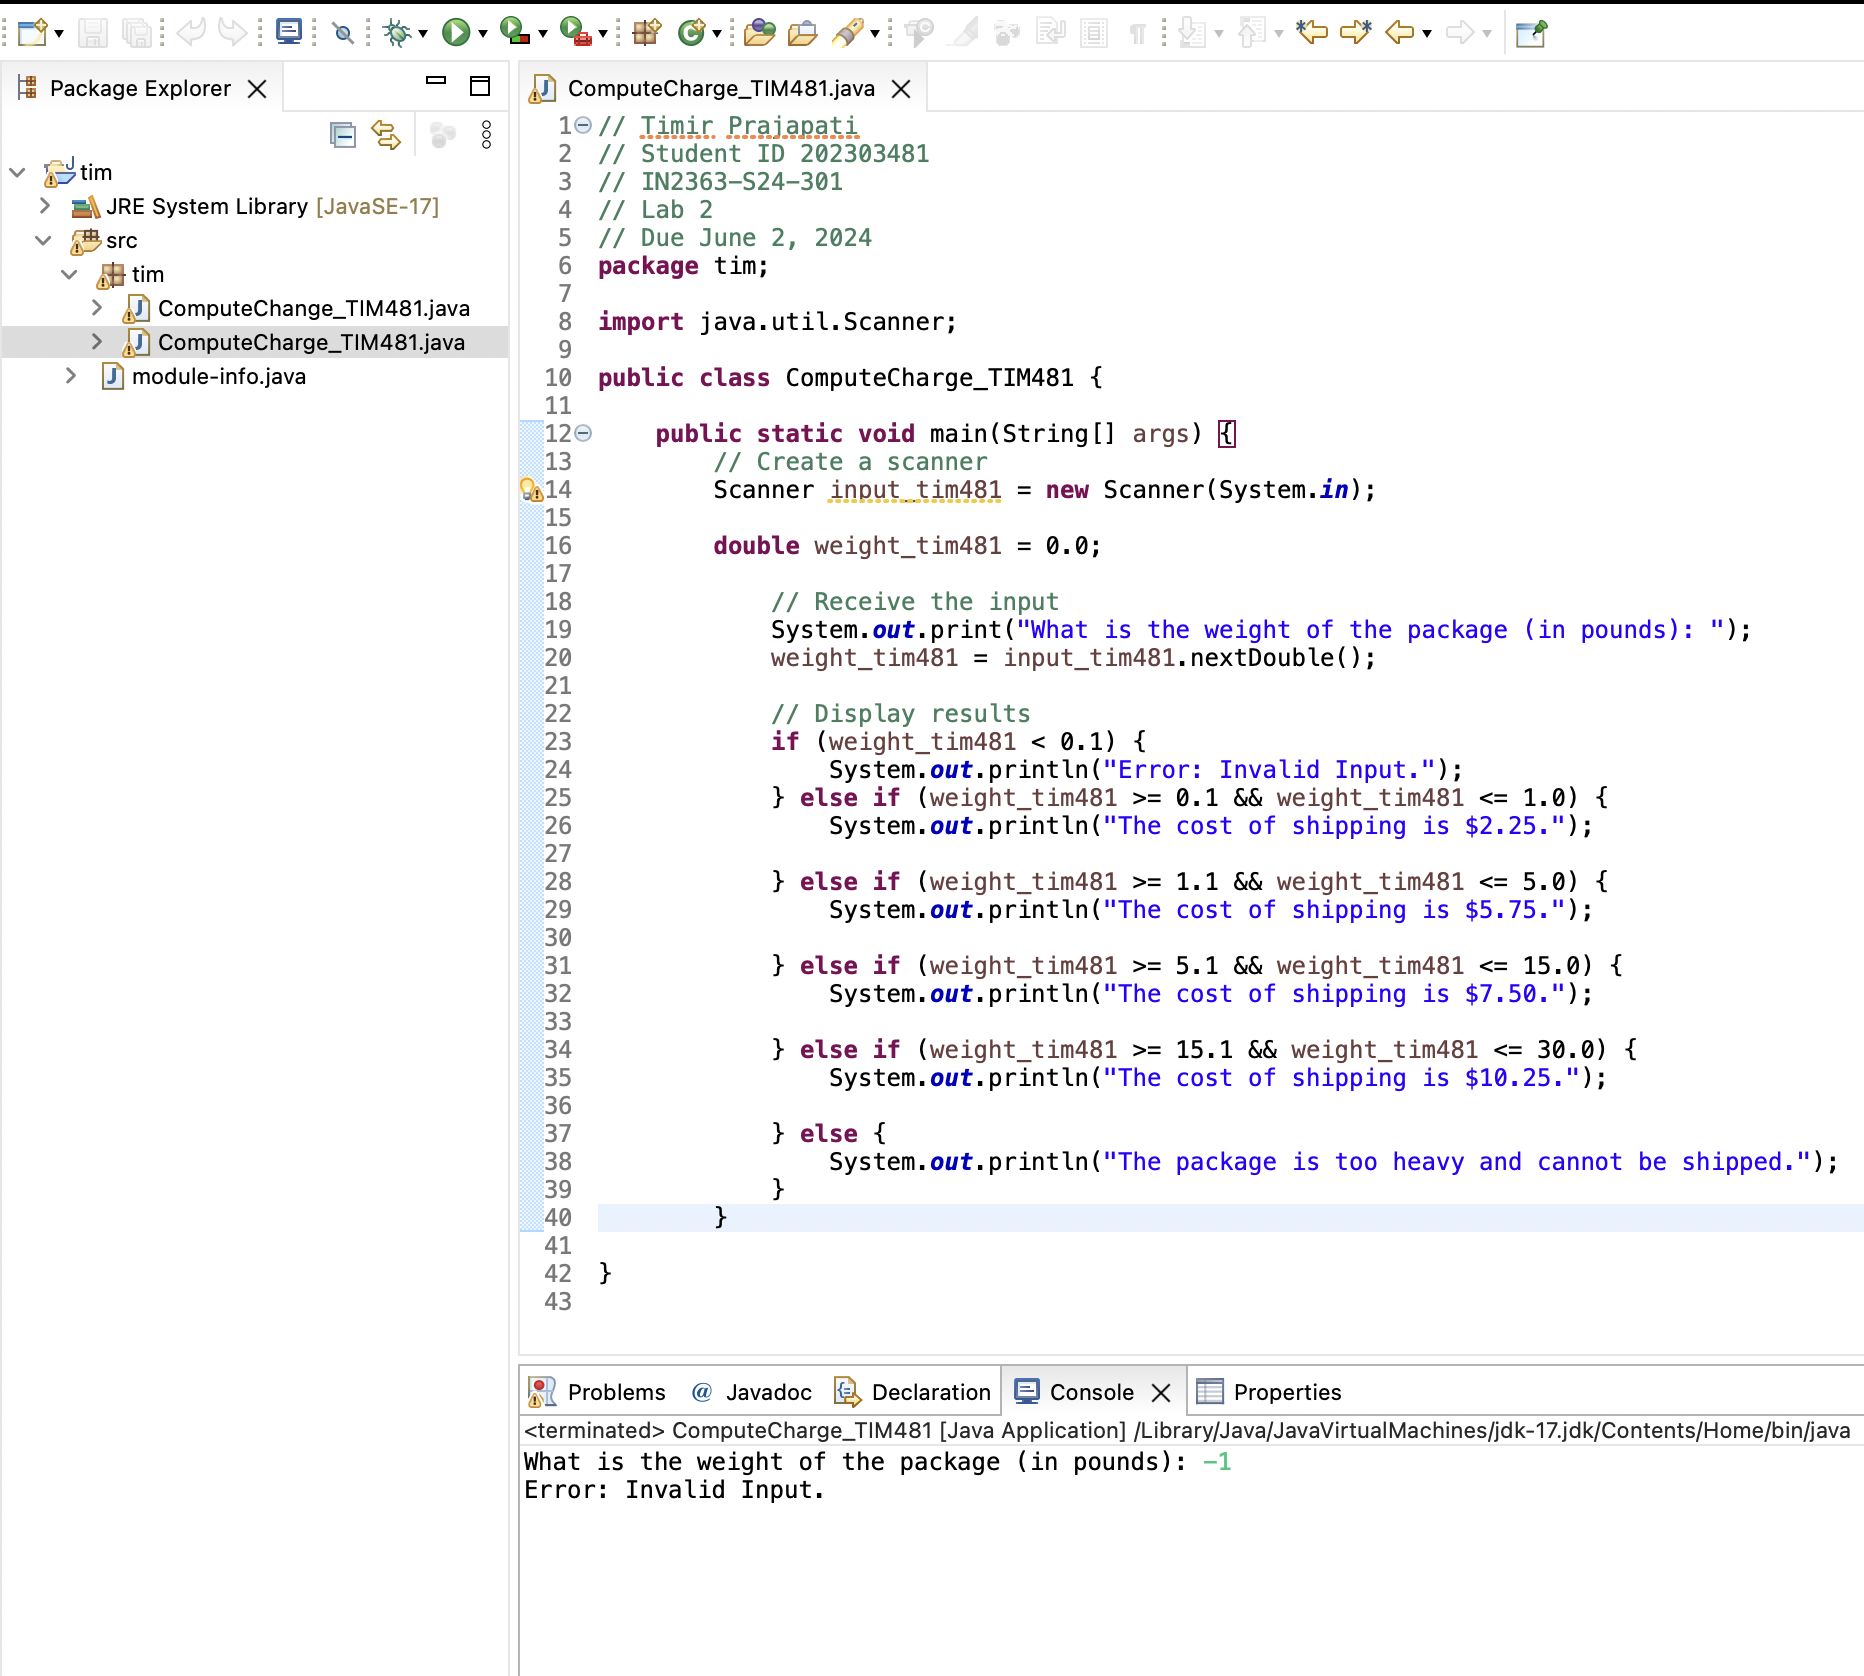 Package Explorer
tim
JRE System Library [JavaSE-17]
src
tim
ComputeChange_TIM481.java
ComputeCharge_TIM481.java
module-info.java
ComputeCharge_TIM481.java
1 // Timir Prajapati
2 // Student ID 202303481
3 // IN2363-S24-301
4 // Lab 2
5 // Due June 2, 2024
6 package tim;
7
8 import java.util.Scanner;
9
10 public class ComputeCharge_TIM481 {
11
12     public static void main(String[] args) {
13         // Create a scanner
14         Scanner input_tim481 = new Scanner(System.in);
15
16         double weight_tim481 = 0.0;
17
18             // Receive the input
19             System.out.print("What is the weight of the package (in pounds): ");
20             weight_tim481 = input_tim481.nextDouble();
21
22             // Display results
23             if (weight_tim481 < 0.1) {
24                 System.out.println("Error: Invalid Input.");
25             } else if (weight_tim481 >= 0.1 && weight_tim481 <= 1.0) {
26                 System.out.println("The cost of shipping is $2.25.");
27
28             } else if (weight_tim481 >= 1.1 && weight_tim481 <= 5.0) {
29                 System.out.println("The cost of shipping is $5.75.");
30
31             } else if (weight_tim481 >= 5.1 && weight_tim481 <= 15.0) {
32                 System.out.println("The cost of shipping is $7.50.");
33
34             } else if (weight_tim481 >= 15.1 && weight_tim481 <= 30.0) {
35                 System.out.println("The cost of shipping is $10.25.");
36
37             } else {
38                 System.out.println("The package is too heavy and cannot be shipped.");
39             }
40         }
41
42 }
43
Problems @ Javadoc Declaration Console Properties
<terminated> ComputeCharge_TIM481 [Java Application] /Library/Java/JavaVirtualMachines/jdk-17.jdk/Contents/Home/bin/java
What is the weight of the package (in pounds): -1
Error: Invalid Input.